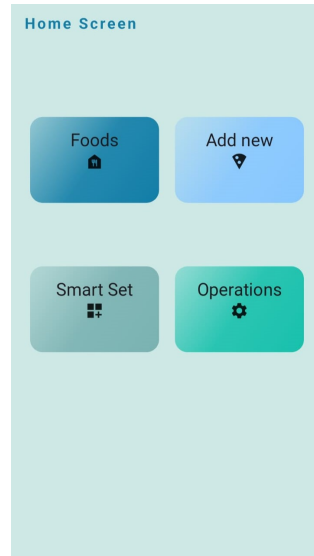 Home Screen
Foods
Add new
Smart Set
Operations